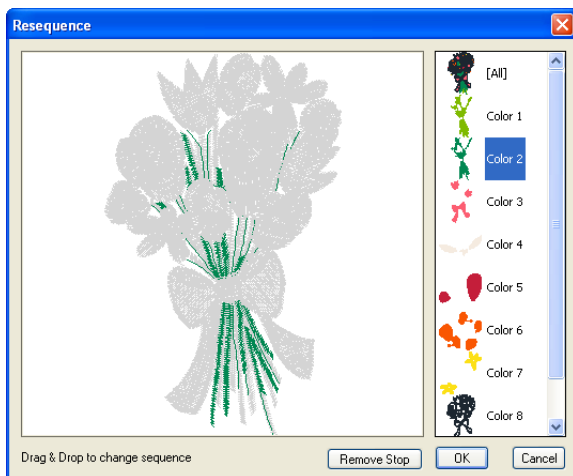 Resequence
[All]
Color 1
Color 2
Color 3
Color 4
Color 5
Color 6
Color 7
Color 8
Drag & Drop to change sequence
Remove Stop
OK
Cancel